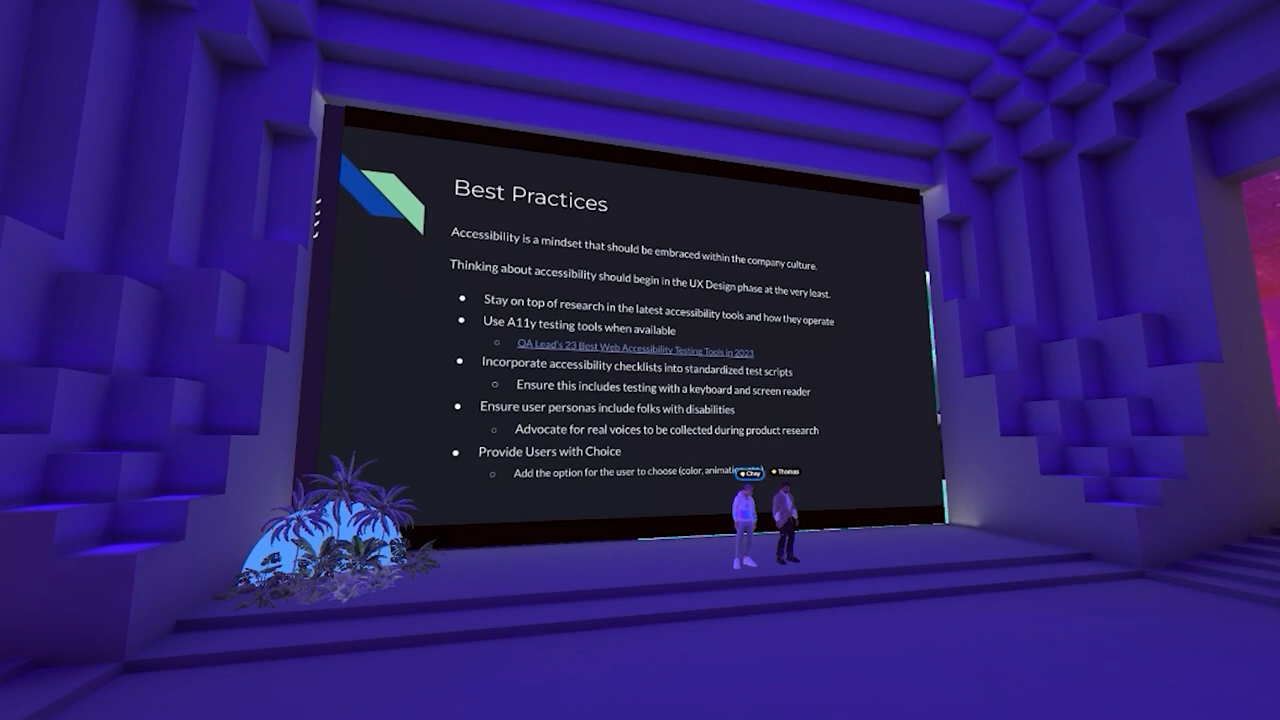 Best Practices
Accessibility is a mindset that should be embraced within the company culture.
Thinking about accessibility should begin in the UX Design phase at the very least.
● Stay on top of research in the latest accessibility tools and how they operate
● Use A11y testing tools when available
○ QA Lead's 23 Best Web Accessibility Testing Tools in 2023
● Incorporate accessibility checklists into standardized test scripts
○ Ensure this includes testing with a keyboard and screen reader
● Ensure user personas include folks with disabilities
○ Advocate for real voices to be collected during product research
● Provide Users with Choice
○ Add the option for the user to choose (color,
Choy Thomas